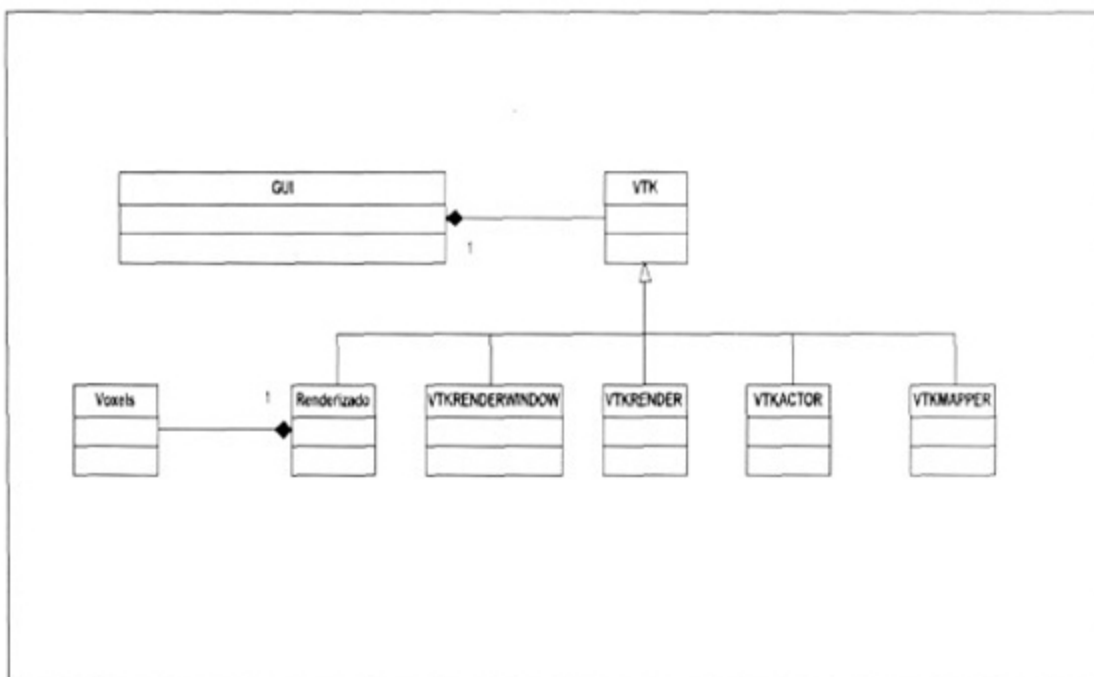 GUI
VTK
1
1
Voxels
Renderizado
VTKRENDERWINDOW
VTKRENDER
VTKACTOR
VTKMAPPER